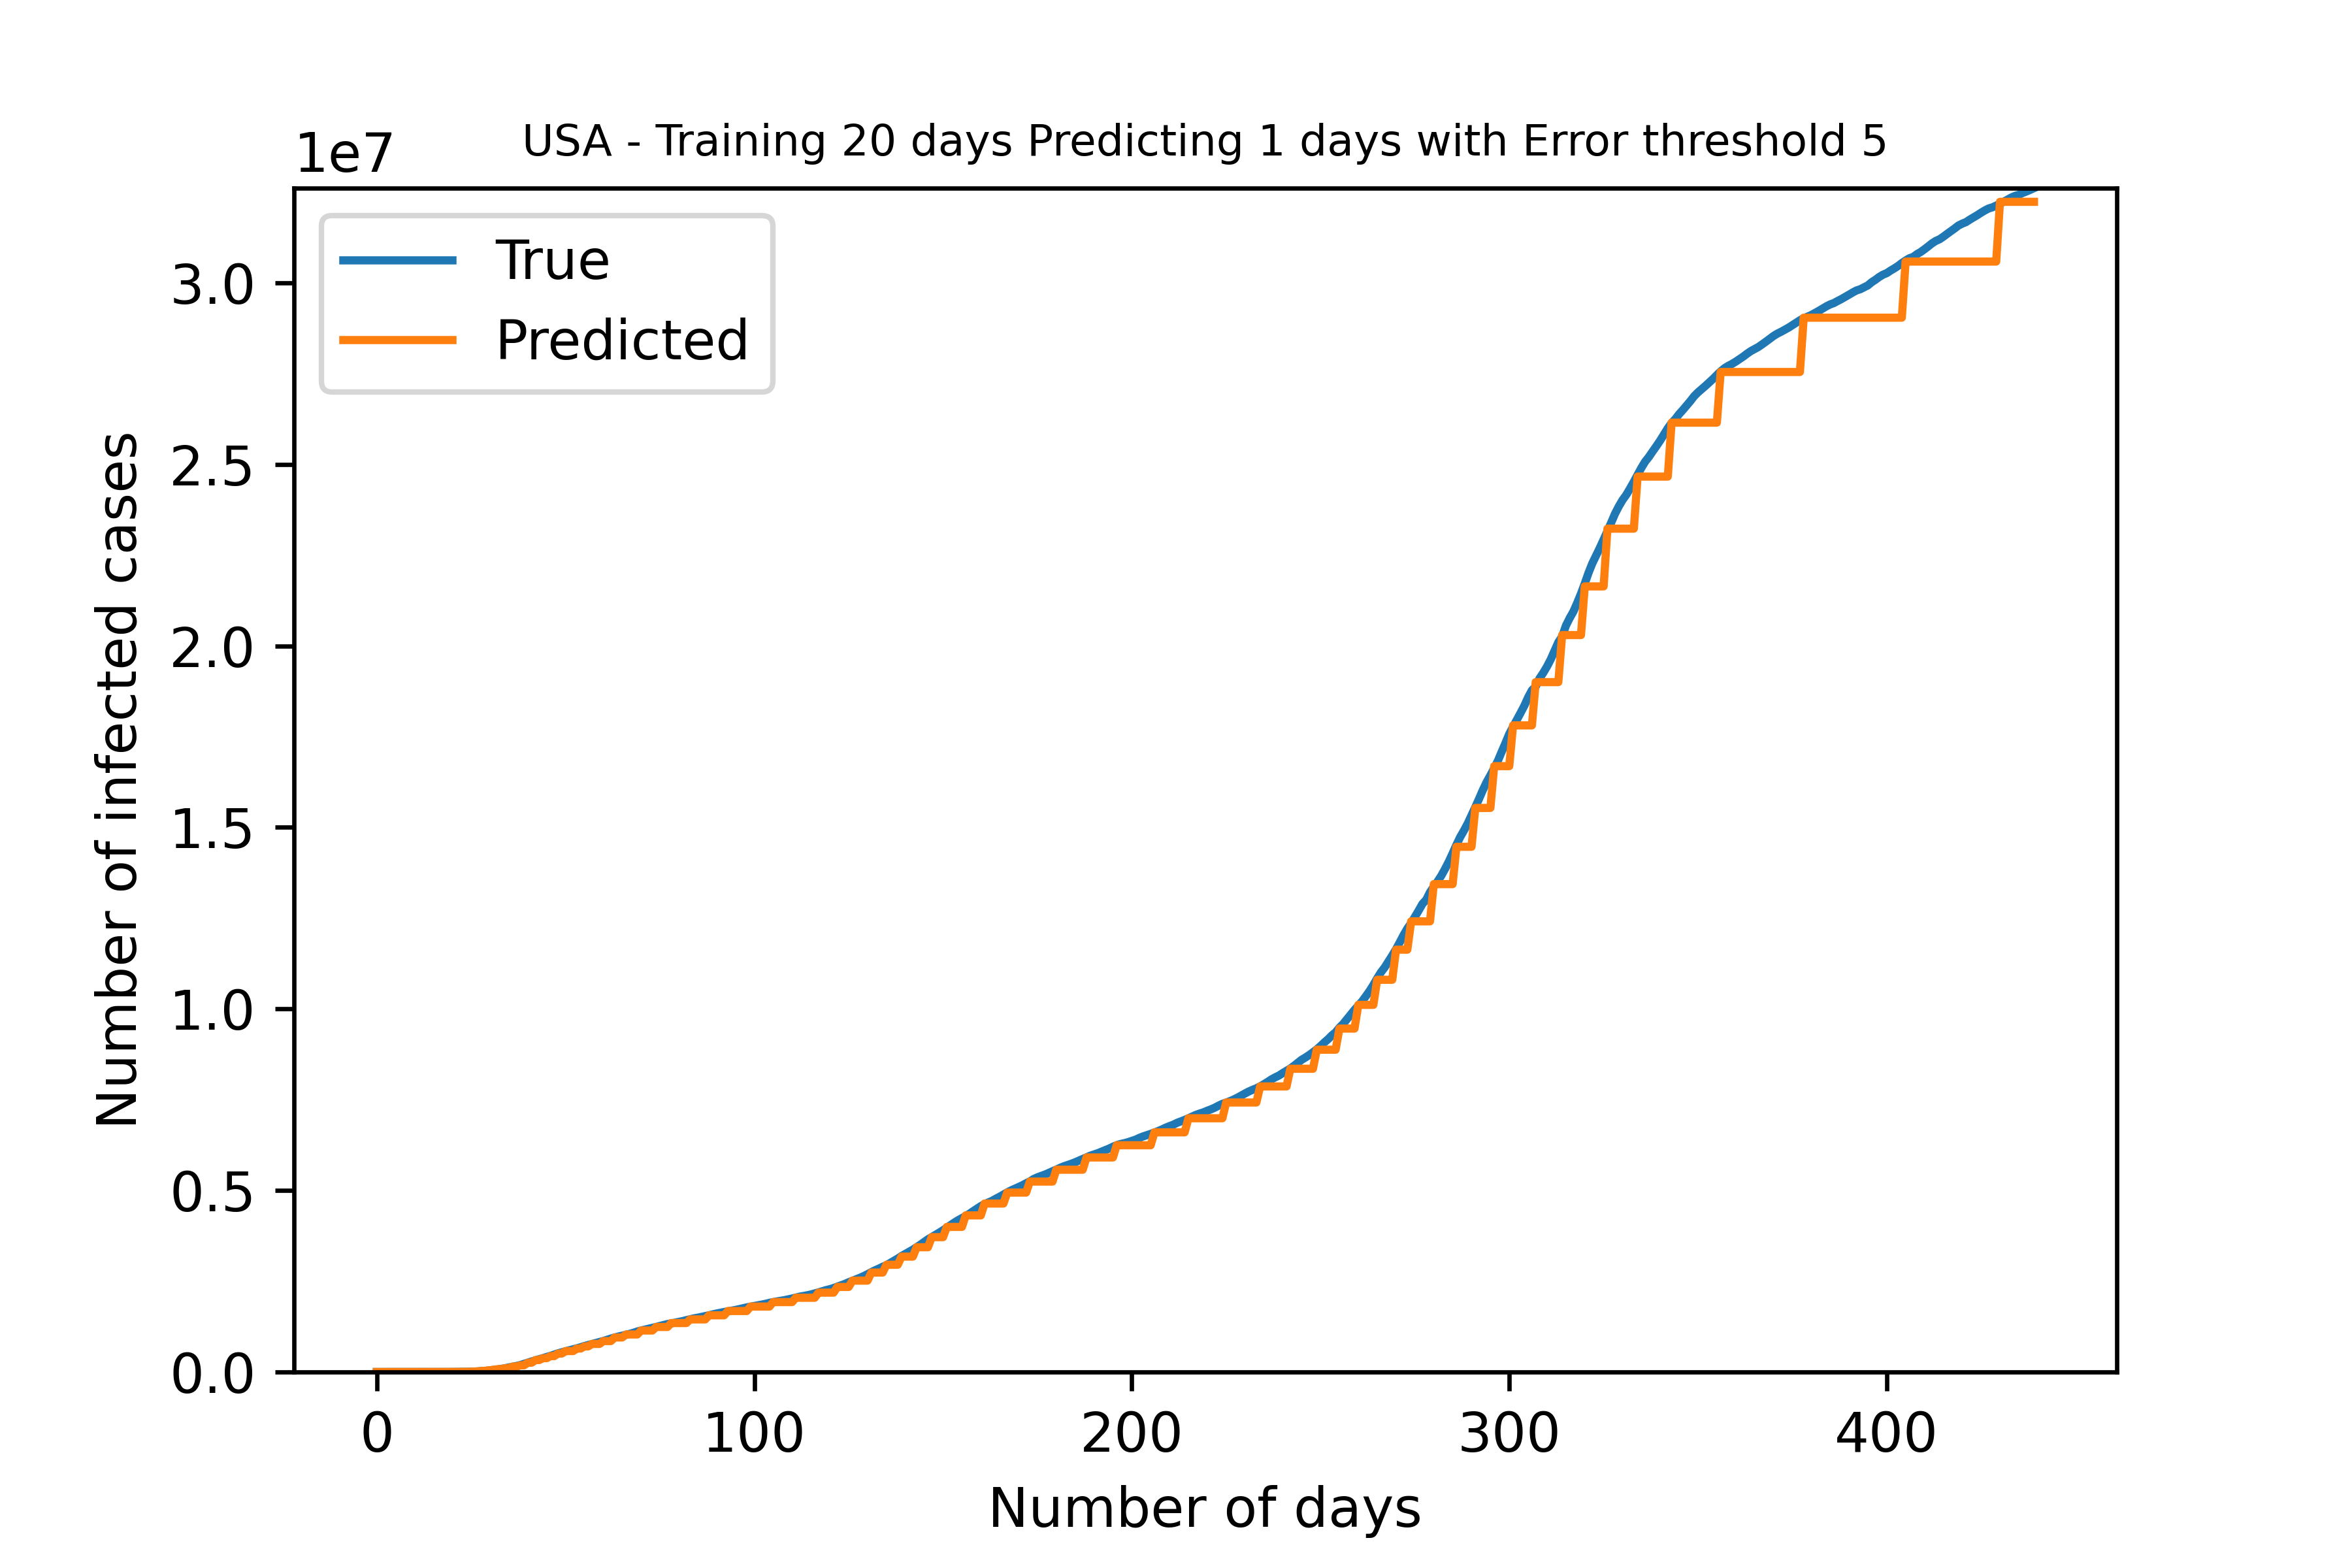 USA - Training 20 days Predicting 1 days with Error threshold 5
1e7
True
Predicted
3.0
2.5
2.0
1.5
1.0
0.5
0.0
Number of infected cases
0 100 200 300 400
Number of days